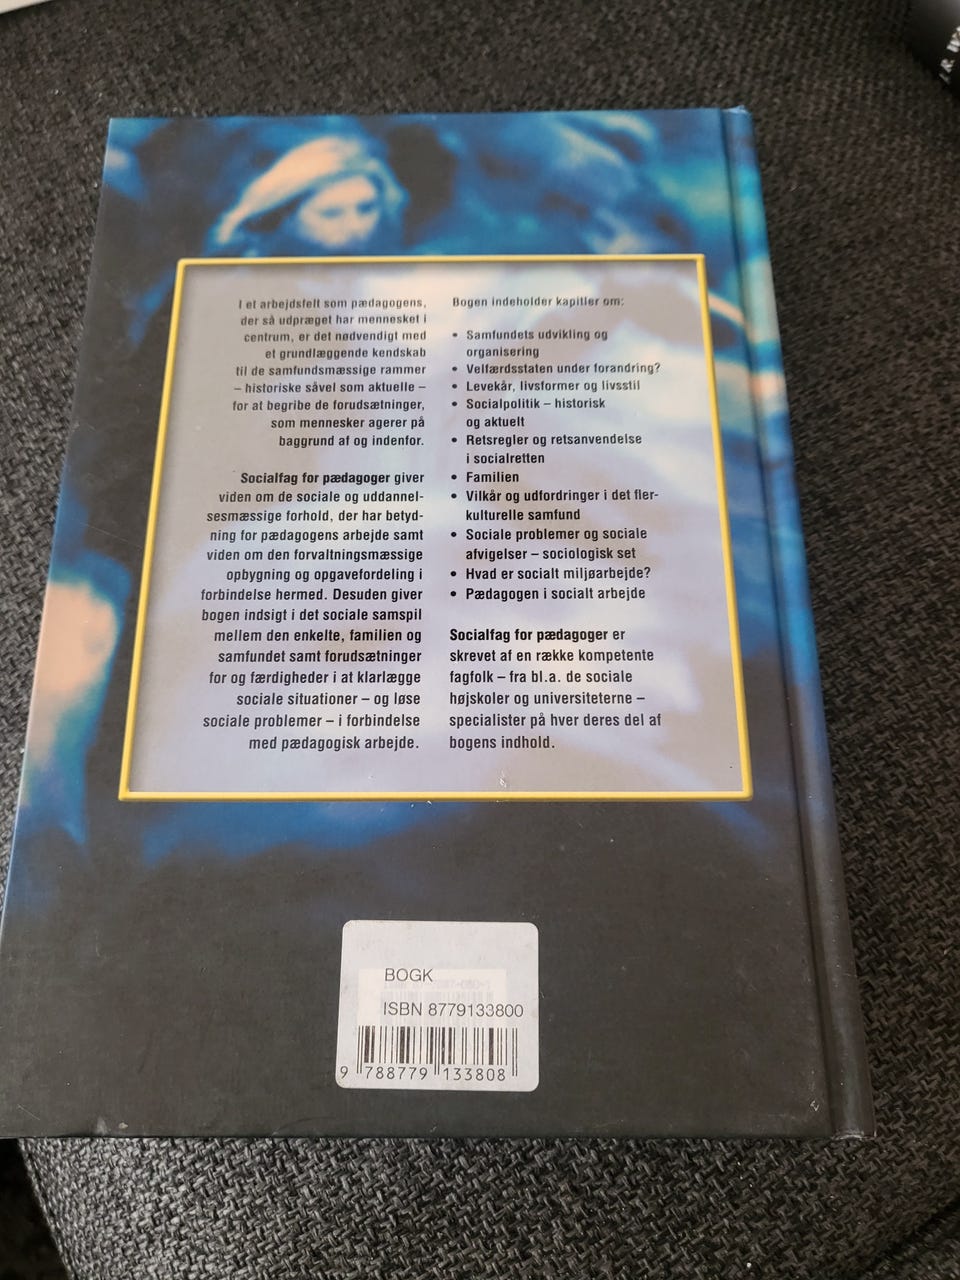 I et arbejdsfelt som pædagogens,
der så udpræget har mennesket i
centrum, er det nødvendigt med
et grundlæggende kendskab
til de samfundsmæssige rammer
– historiske såvel som aktuelle –
for at begribe de forudsætninger,
som mennesker agerer på
baggrund af og indenfor.
Socialfag for pædagoger giver
viden om de sociale og uddannel-
sesmæssige forhold, der har betyd-
ning for pædagogens arbejde samt
viden om den forvaltningsmæssige
opbygning og opgavefordeling i
forbindelse hermed. Desuden giver
bogen indsigt i det sociale samspil
mellem den enkelte, familien og
samfundet samt forudsætninger
for og færdigheder i at klarlægge
sociale situationer – og løse
sociale problemer – i forbindelse
med pædagogisk arbejde.
Bogen indeholder kapitler om:
• Samfundets udvikling og
organisering
• Velfærdsstaten under forandring?
• Levekår, livsformer og livsstil
• Socialpolitik – historisk
og aktuelt
• Retsregler og retsanvendelse
i socialretten
• Familien
• Vilkår og udfordringer i det fler-
kulturelle samfund
• Sociale problemer og sociale
afvigelser – sociologisk set
• Hvad er socialt miljøarbejde?
• Pædagogen i socialt arbejde
Socialfag for pædagoger er
skrevet af en række kompetente
fagfolk – fra bl.a. de sociale
højskoler og universiteterne –
specialister på hver deres del af
bogens indhold.
BOGK
ISBN 8779133800
9 788779 133808